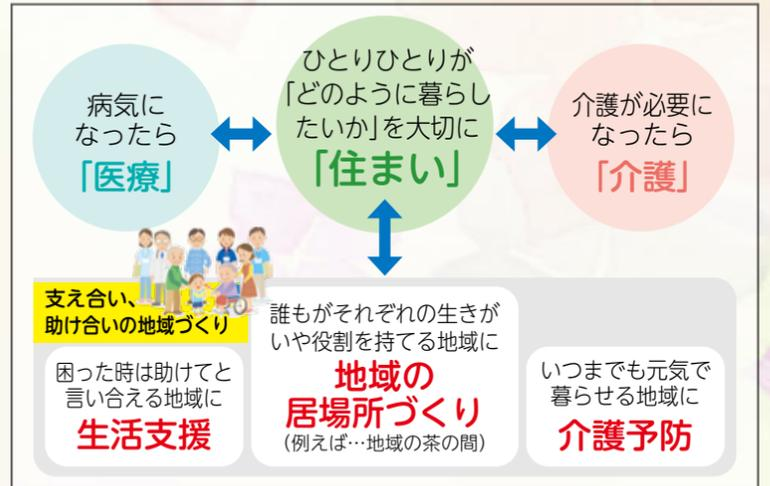 病気に
なったら
「医療」
ひとりひとりが
「どのように暮らし
たいか」を大切に
「住まい」
介護が必要に
なったら
「介護」
支え合い、
助け合いの地域づくり
困った時は助けてと
言い合える地域に
生活支援
誰もがそれぞれの生きが
いや役割を持てる地域に
地域の
居場所づくり
(例えば…地域の茶の間)
いつまでも元気で
暮らせる地域に
介護予防